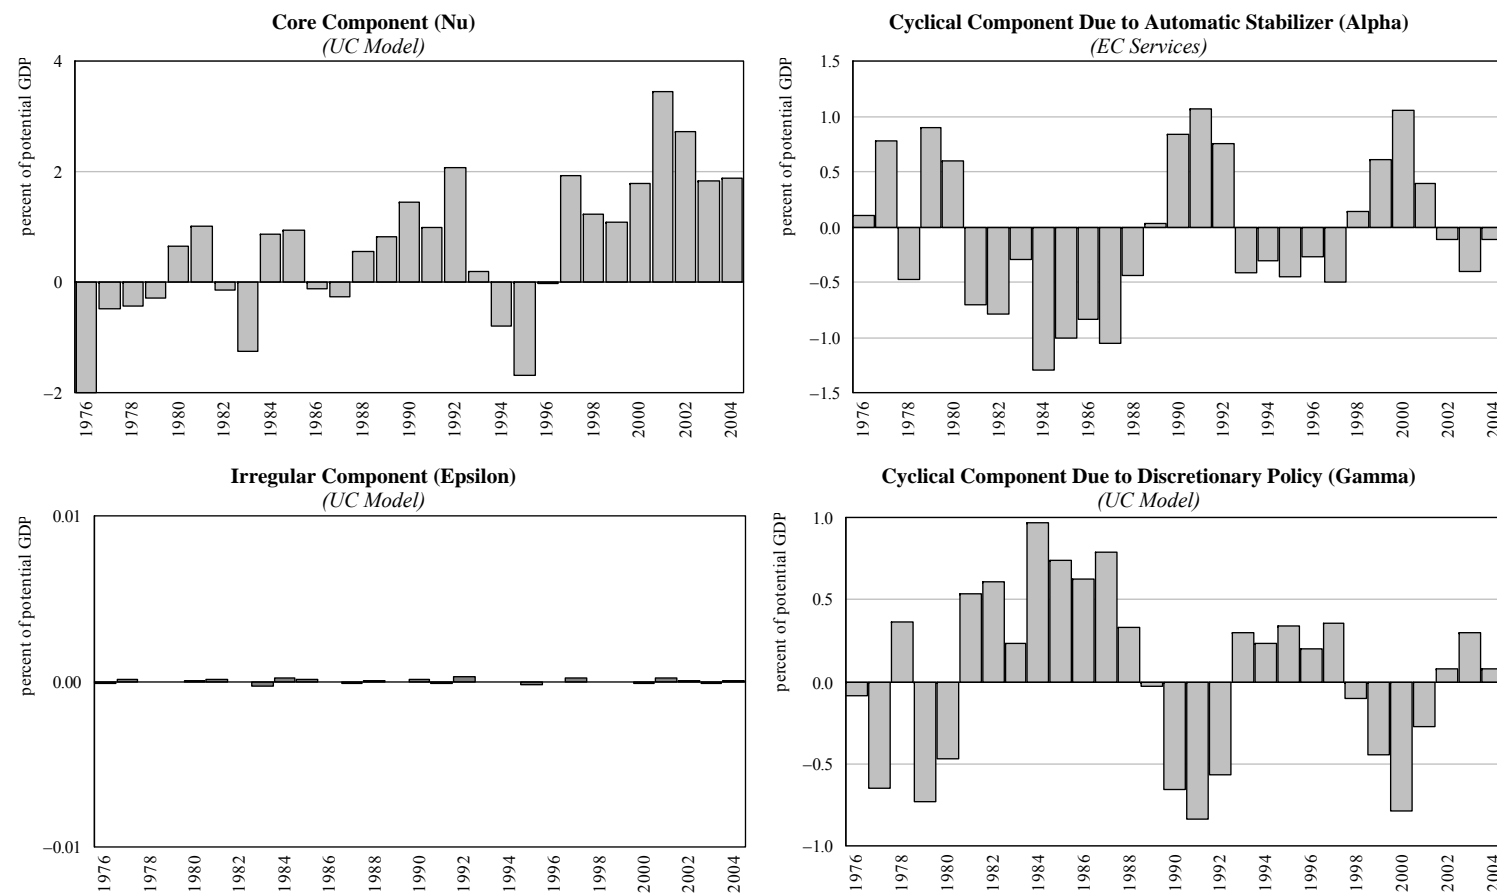 Core Component (Nu)
(UC Model)
percent of potential GDP
4
2
0
–2
1976 1978 1980 1982 1984 1986 1988 1990 1992 1994 1996 1998 2000 2002 2004
Cyclical Component Due to Automatic Stabilizer (Alpha)
(EC Services)
percent of potential GDP
1.5
1.0
0.5
0.0
–0.5
–1.0
–1.5
1976 1978 1980 1982 1984 1986 1988 1990 1992 1994 1996 1998 2000 2002 2004
Irregular Component (Epsilon)
(UC Model)
percent of potential GDP
0.01
0.00
–0.01
1976 1978 1980 1982 1984 1986 1988 1990 1992 1994 1996 1998 2000 2002 2004
Cyclical Component Due to Discretionary Policy (Gamma)
(UC Model)
percent of potential GDP
1.0
0.5
0.0
–0.5
–1.0
1976 1978 1980 1982 1984 1986 1988 1990 1992 1994 1996 1998 2000 2002 2004